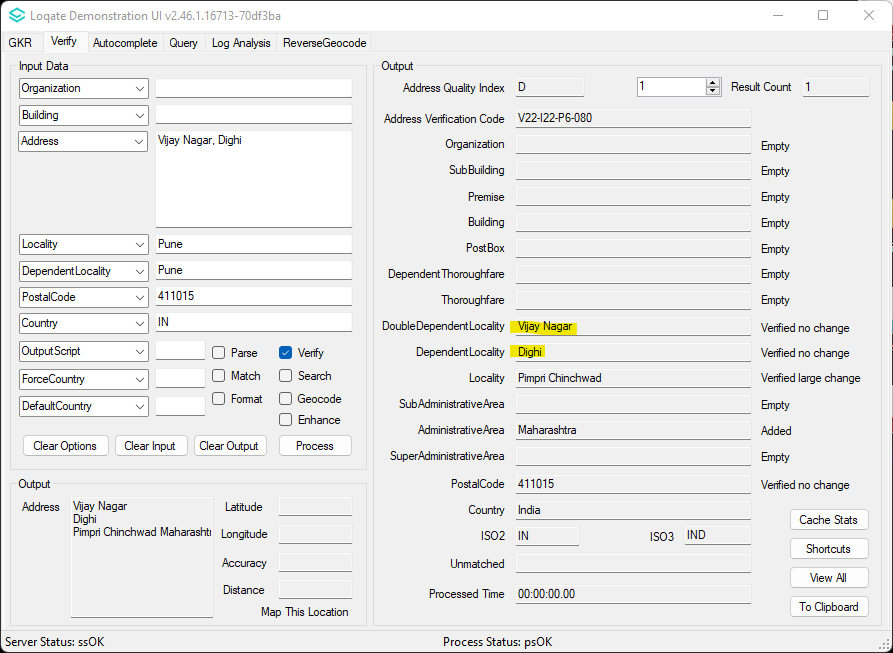 Loqate Demonstration UI v2.46.1.16713-70df3ba
GKR Verify Autocomplete Query Log Analysis ReverseGeocode
Input Data
Organization
Building
Address Vijay Nagar, Dighi
Locality Pune
DependentLocality Pune
PostalCode 411015
Country IN
OutputScript Parse Verify
ForceCountry Match Search
Format Geocode
DefaultCountry
Enhance
Clear Options Clear Input Clear Output Process
Output
Address Vijay Nagar
Dighi
Pimpri Chinchwad Maharashtr
Latitude
Longitude
Accuracy
Distance
Map This Location
Output
Address Quality Index D 1 Result Count 1
Address Verification Code V22-I22-P6-080
Organization Empty
SubBuilding Empty
Premise Empty
Building Empty
PostBox Empty
DependentThoroughfare Empty
Thoroughfare Empty
DoubleDependentLocality Vijay Nagar Verified no change
DependentLocality Dighi Verified no change
Locality Pimpri Chinchwad Verified large change
SubAdministrativeArea Empty
AdministrativeArea Maharashtra Added
SuperAdministrativeArea Empty
PostalCode 411015 Verified no change
Country India
ISO2 IN ISO3 IND
Unmatched
Processed Time 00:00:00.00
Cache Stats
Shortcuts
View All
To Clipboard
Server Status: ssOK Process Status: psOK